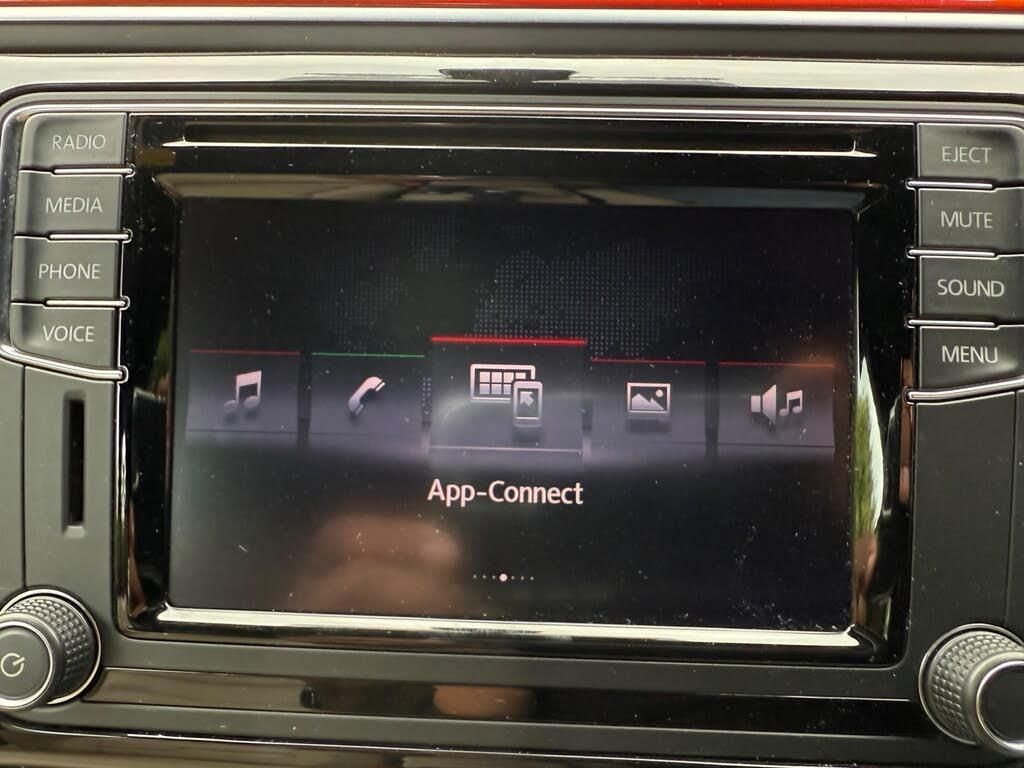 RADIO
MEDIA
PHONE
VOICE
EJECT
MUTE
SOUND
MENU
App-Connect